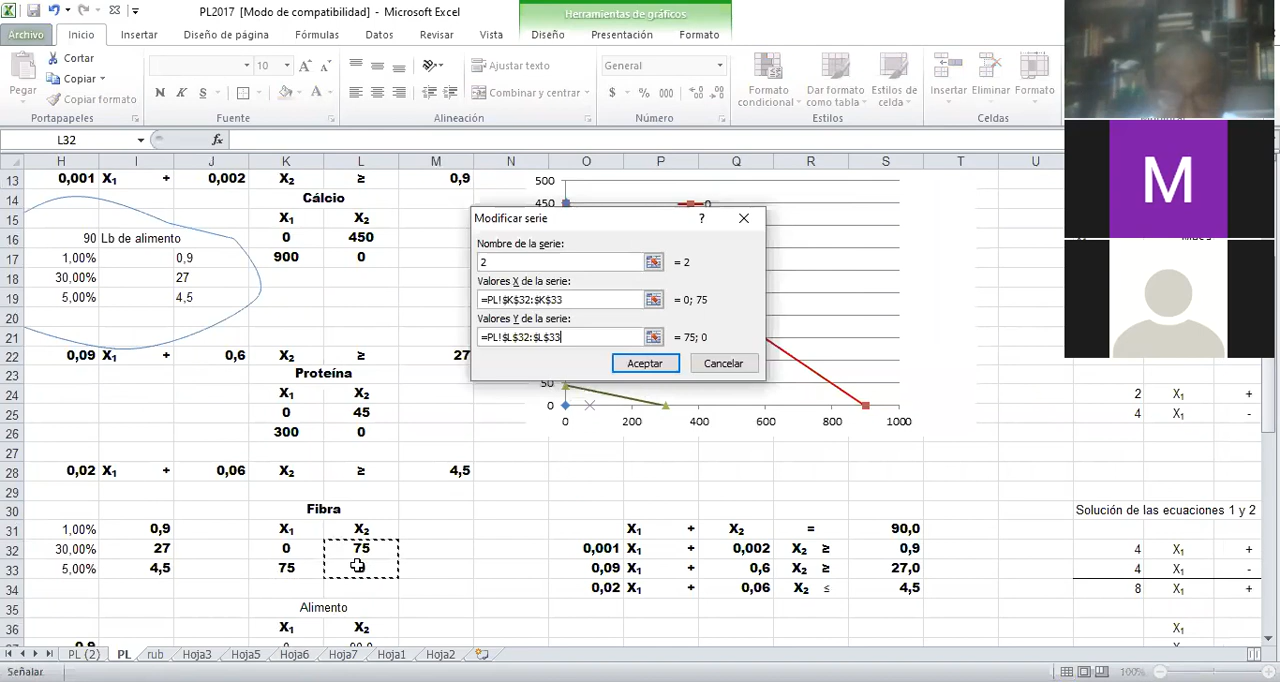 PL2017 [Modo de compatibilidad] - Microsoft Excel
Herramientas de gráficos
Archivo Inicio Insertar Diseño de página Fórmulas Datos Revisar Vista Diseño Presentación Formato
Cortar
Copiar
Copiar formato
Pegar
10
N K S
Ajustar texto
Combinar y centrar
General
$ % 000
Formato condicional
Dar formato como tabla
Estilos de celda
Insertar Eliminar Formato
Portapapeles Fuente Alineación Número Estilos Celdas
L32 fx
H I J K L M N O P Q R S T U
13 0,001 X₁ + 0,002 X₂ ≥ 0,9
14 Cálcio
15 X₁ X₂
16 90 Lb de alimento 0 450
17 1,00% 0,9 900 0
18 30,00% 27
19 5,00% 4,5
20
21
22 0,09 X₁ + 0,6 X₂ ≥ 27
23 Proteína
24 X₁ X₂ 2 X₁ +
25 0 45 4 X₁ -
26 300 0
27
28 0,02 X₁ + 0,06 X₂ ≥ 4,5
29
30 Fibra Solución de las ecuaciones 1 y 2
31 1,00% 0,9 X₁ X₂ X₁ + X₂ = 90,0
32 30,00% 27 0 75 0,001 X₁ + 0,002 X₂ ≥ 0,9 4 X₁ +
33 5,00% 4,5 75 0,09 X₁ + 0,6 X₂ ≥ 27,0 4 X₁ -
34 0,02 X₁ + 0,06 X₂ ≤ 4,5 8 X₁ +
35 Alimento
36 X₁ X₂ X₁
500
450
50
0
0 200 400 600 800 1000
0
Modificar serie
?
Nombre de la serie:
2 = 2
Valores X de la serie:
=PL!$K$32:$K$33 = 0; 75
Valores Y de la serie:
=PL!$L$32:$L$33 = 75; 0
Aceptar Cancelar
M
PL (2) PL rub Hoja3 Hoja5 Hoja6 Hoja7 Hoja1 Hoja2
Señalar
100%